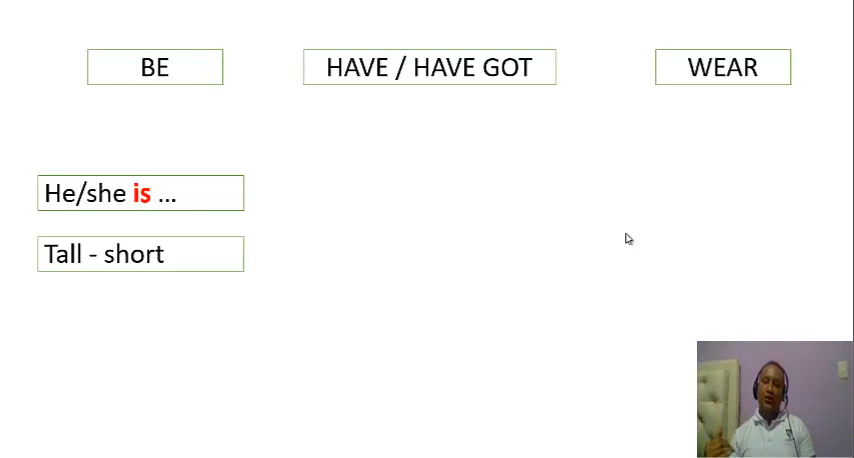 BE
HAVE / HAVE GOT
WEAR
He/she is ...
Tall - short